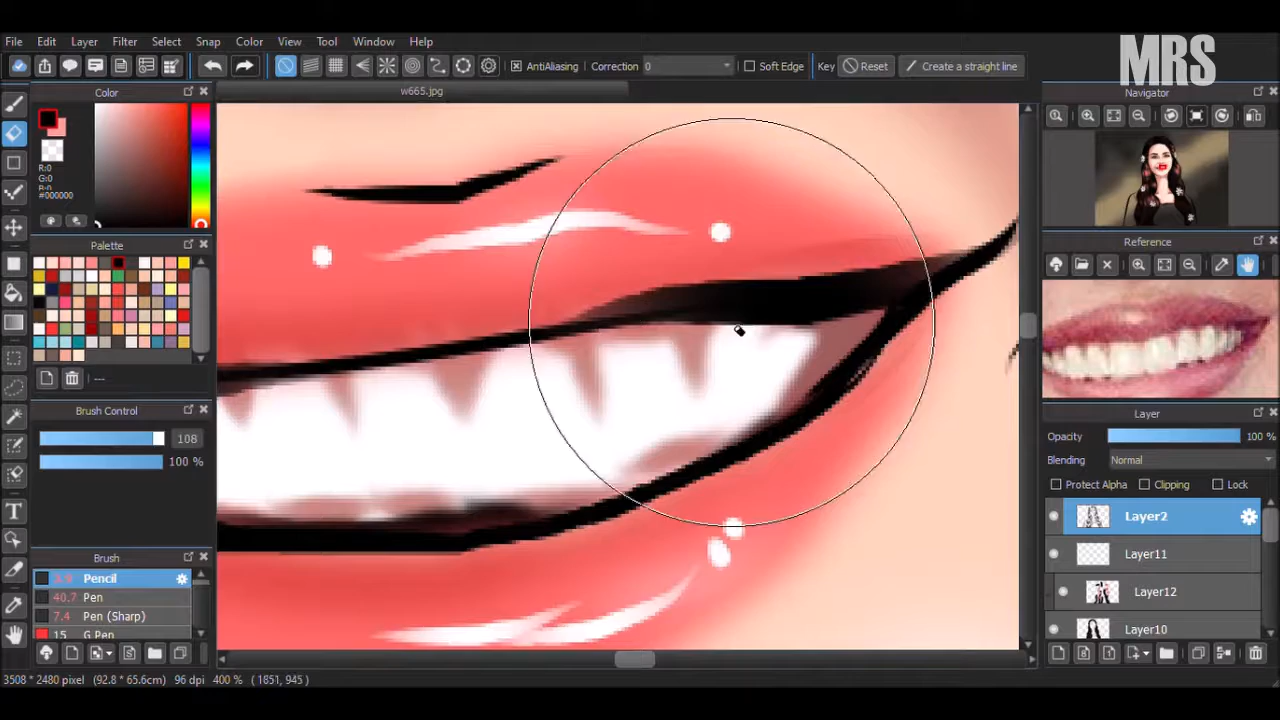 MRS
File Edit Layer Filter Select Snap Color View Tool Window Help
AntiAliasing Correction 0 Soft Edge Key Reset Create a straight line
Color
w665.jpg
Navigator
R:0
G:0
B:0
#000000
Palette
Reference
---
Brush Control
108
100 %
Layer
Opacity 100 %
Blending Normal
Protect Alpha Clipping Lock
Layer2
Layer11
Layer12
Layer10
Brush
Pencil
40.7 Pen
7.4 Pen (Sharp)
15 G Pen
3508 * 2480 pixel (92.8 * 65.6cm) 96 dpi 400 % ( 1851, 945 )